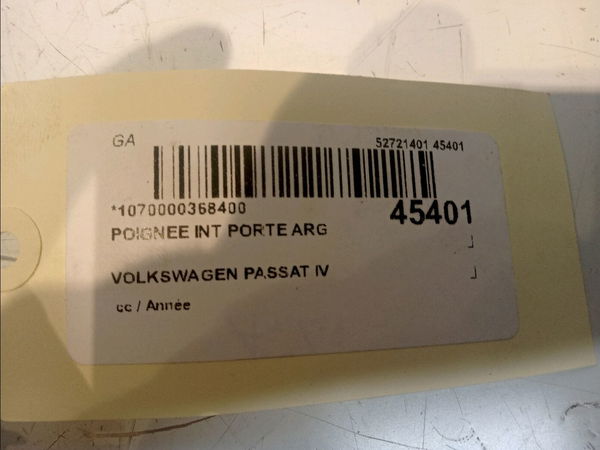 GA 52721401 45401
*1070000368400 45401
POIGNEE INT PORTE ARG
VOLKSWAGEN PASSAT IV
cc / Année